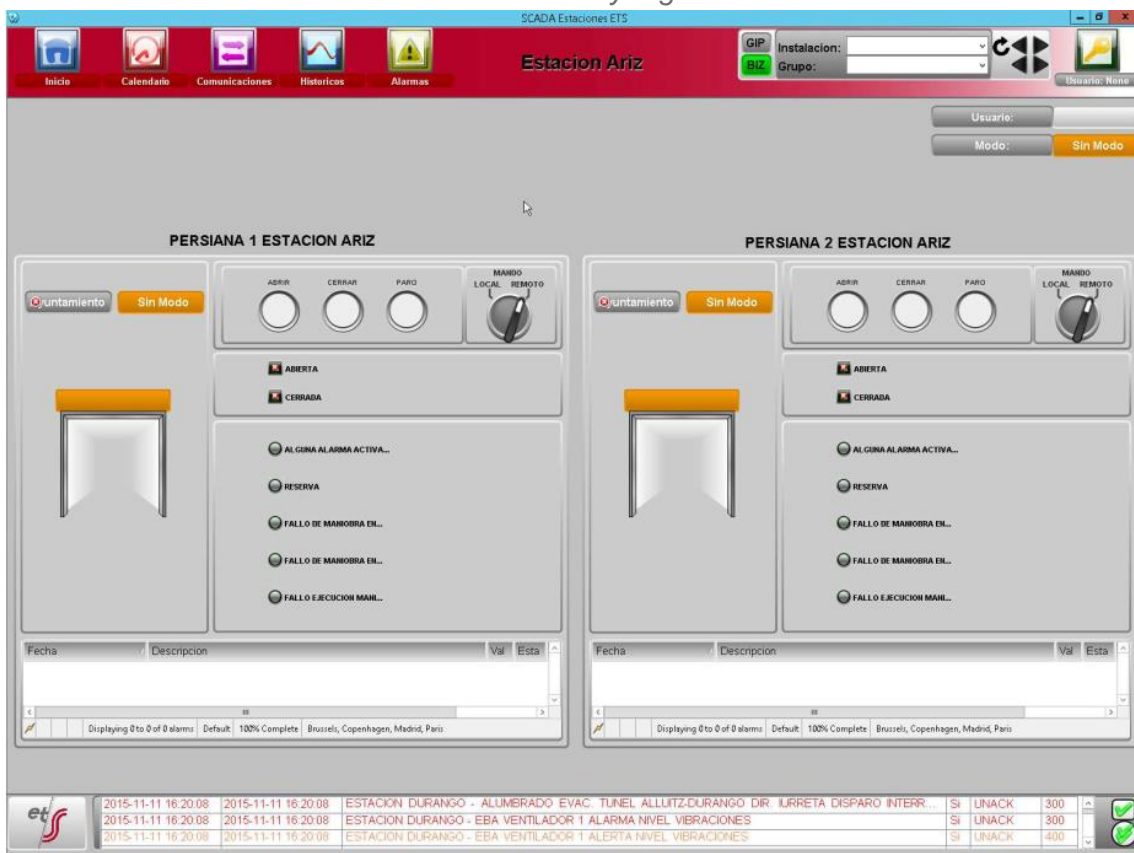 SCADA Estaciones ETS
Inicio
Calendario
Comunicaciones
Historicos
Alarmas
Estacion Ariz
GIP
BIZ
Instalacion:
Grupo:
Usuario: None
Usuario:
Modo: Sin Modo
PERSIANA 1 ESTACION ARIZ
untamiento Sin Modo
ABRIR CERRAR PARO
MANDO
LOCAL REMOTO
ABIERTA
CERRADA
ALGUNA ALARMA ACTIVA...
RESERVA
FALLO DE MANIOBRA EN...
FALLO DE MANIOBRA EN...
FALLO EJECUCION MANI...
Fecha Descripcion Val Esta
Displaying 0 to 0 of 0 alarms Default 100% Complete Brussels, Copenhagen, Madrid, Paris
PERSIANA 2 ESTACION ARIZ
untamiento Sin Modo
ABRIR CERRAR PARO
MANDO
LOCAL REMOTO
ABIERTA
CERRADA
ALGUNA ALARMA ACTIVA...
RESERVA
FALLO DE MANIOBRA EN...
FALLO DE MANIOBRA EN...
FALLO EJECUCION MANI...
Fecha Descripcion Val Esta
Displaying 0 to 0 of 0 alarms Default 100% Complete Brussels, Copenhagen, Madrid, Paris
ets
2015-11-11 16:20:08 2015-11-11 16:20:08 ESTACION DURANGO - ALUMBRADO EVAC. TUNEL ALLUITZ-DURANGO DIR. IURRETA DISPARO INTERR... Si UNACK 300
2015-11-11 16:20:08 2015-11-11 16:20:08 ESTACION DURANGO - EBA VENTILADOR 1 ALARMA NIVEL VIBRACIONES Si UNACK 300
2015-11-11 16:20:08 2015-11-11 16:20:08 ESTACION DURANGO - EBA VENTILADOR 1 ALERTA NIVEL VIBRACIONES Si UNACK 400